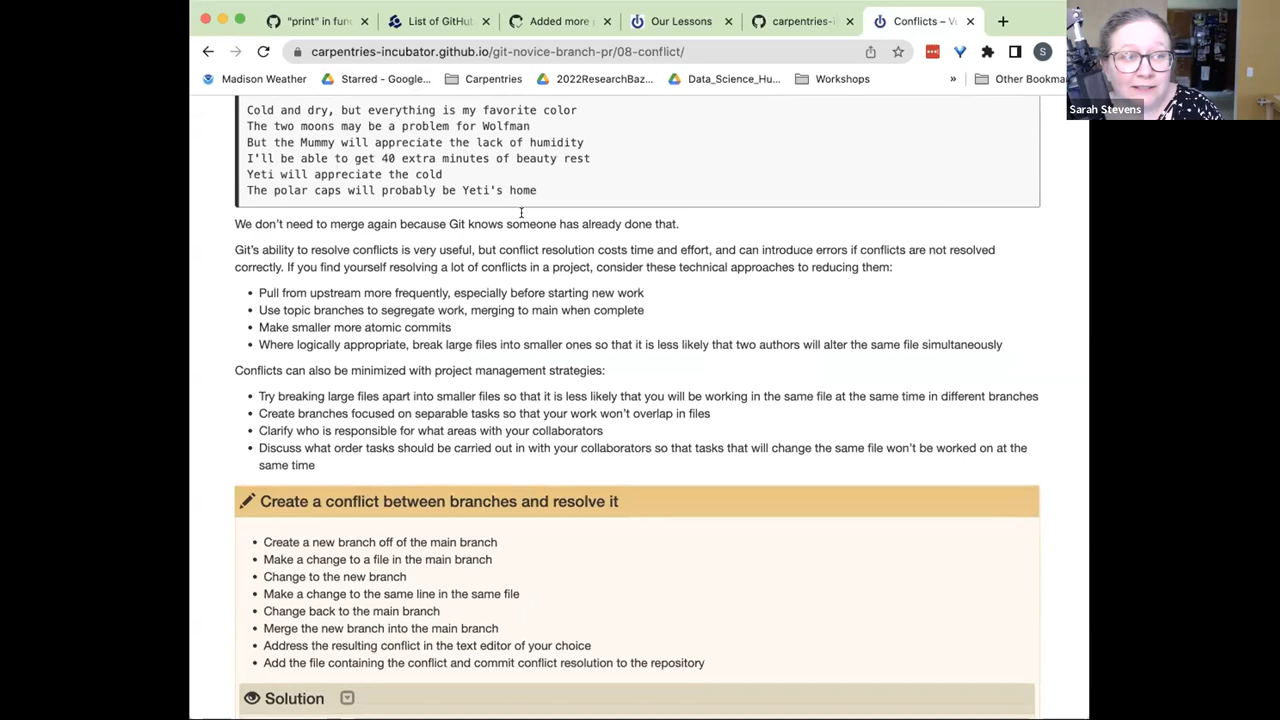 "print" in func
List of GitHub
Added more
Our Lessons
carpentries-i
Conflicts – Ve
carpentries-incubator.github.io/git-novice-branch-pr/08-conflict/
S
Madison Weather
Starred - Google...
Carpentries
2022ResearchBaz...
Data_Science_Hu...
Workshops
»
Other Bookma
Sarah Stevens
Cold and dry, but everything is my favorite color
The two moons may be a problem for Wolfman
But the Mummy will appreciate the lack of humidity
I'll be able to get 40 extra minutes of beauty rest
Yeti will appreciate the cold
The polar caps will probably be Yeti's home
We don't need to merge again because Git knows someone has already done that.
Git's ability to resolve conflicts is very useful, but conflict resolution costs time and effort, and can introduce errors if conflicts are not resolved
correctly. If you find yourself resolving a lot of conflicts in a project, consider these technical approaches to reducing them:
• Pull from upstream more frequently, especially before starting new work
• Use topic branches to segregate work, merging to main when complete
• Make smaller more atomic commits
• Where logically appropriate, break large files into smaller ones so that it is less likely that two authors will alter the same file simultaneously
Conflicts can also be minimized with project management strategies:
• Try breaking large files apart into smaller files so that it is less likely that you will be working in the same file at the same time in different branches
• Create branches focused on separable tasks so that your work won't overlap in files
• Clarify who is responsible for what areas with your collaborators
• Discuss what order tasks should be carried out in with your collaborators so that tasks that will change the same file won't be worked on at the
same time
Create a conflict between branches and resolve it
• Create a new branch off of the main branch
• Make a change to a file in the main branch
• Change to the new branch
• Make a change to the same line in the same file
• Change back to the main branch
• Merge the new branch into the main branch
• Address the resulting conflict in the text editor of your choice
• Add the file containing the conflict and commit conflict resolution to the repository
Solution